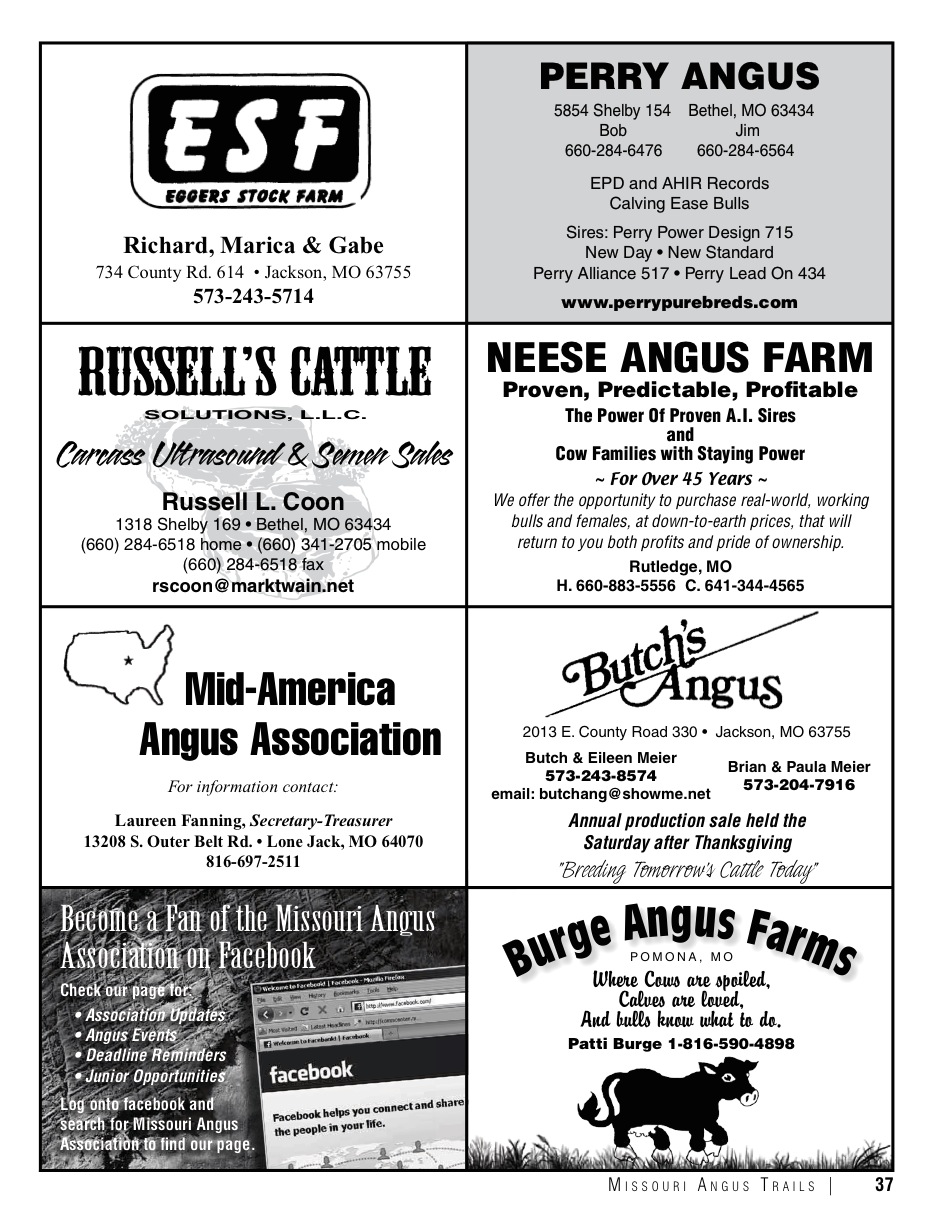 ESF
EGGERS STOCK FARM
Richard, Marica & Gabe
734 County Rd. 614 • Jackson, MO 63755
573-243-5714
PERRY ANGUS
5854 Shelby 154 Bethel, MO 63434
Bob Jim
660-284-6476 660-284-6564
EPD and AHIR Records
Calving Ease Bulls
Sires: Perry Power Design 715
New Day • New Standard
Perry Alliance 517 • Perry Lead On 434
www.perrypurebreds.com
RUSSELL'S CATTLE
SOLUTIONS, L.L.C.
Carcass Ultrasound & Semen Sales
Russell L. Coon
1318 Shelby 169 • Bethel, MO 63434
(660) 284-6518 home • (660) 341-2705 mobile
(660) 284-6518 fax
rscoon@marktwain.net
NEESE ANGUS FARM
Proven, Predictable, Profitable
The Power Of Proven A.I. Sires
and
Cow Families with Staying Power
~ For Over 45 Years ~
We offer the opportunity to purchase real-world, working
bulls and females, at down-to-earth prices, that will
return to you both profits and pride of ownership.
Rutledge, MO
H. 660-883-5556 C. 641-344-4565
Mid-America
Angus Association
For information contact:
Laureen Fanning, Secretary-Treasurer
13208 S. Outer Belt Rd. • Lone Jack, MO 64070
816-697-2511
Butch's
Angus
2013 E. County Road 330 • Jackson, MO 63755
Butch & Eileen Meier
573-243-8574
email: butchang@showme.net
Brian & Paula Meier
573-204-7916
Annual production sale held the
Saturday after Thanksgiving
"Breeding Tomorrow's Cattle Today"
Become a Fan of the Missouri Angus
Association on Facebook
Check our page for:
• Association Updates
• Angus Events
• Deadline Reminders
• Junior Opportunities
Log onto facebook and
search for Missouri Angus
Association to find our page.
Welcome to Facebook! | Facebook - Mozilla Firefox
File Edit View History Bookmarks Tools Help
http://www.facebook.com/
Most Visited Latest Headlines
Welcome to Facebook! | Facebook
facebook
Facebook helps you connect and share
the people in your life.
Burge Angus Farms
POMONA, MO
Where Cows are spoiled,
Calves are loved,
And bulls know what to do.
Patti Burge 1-816-590-4898
MISSOURI ANGUS TRAILS | 37